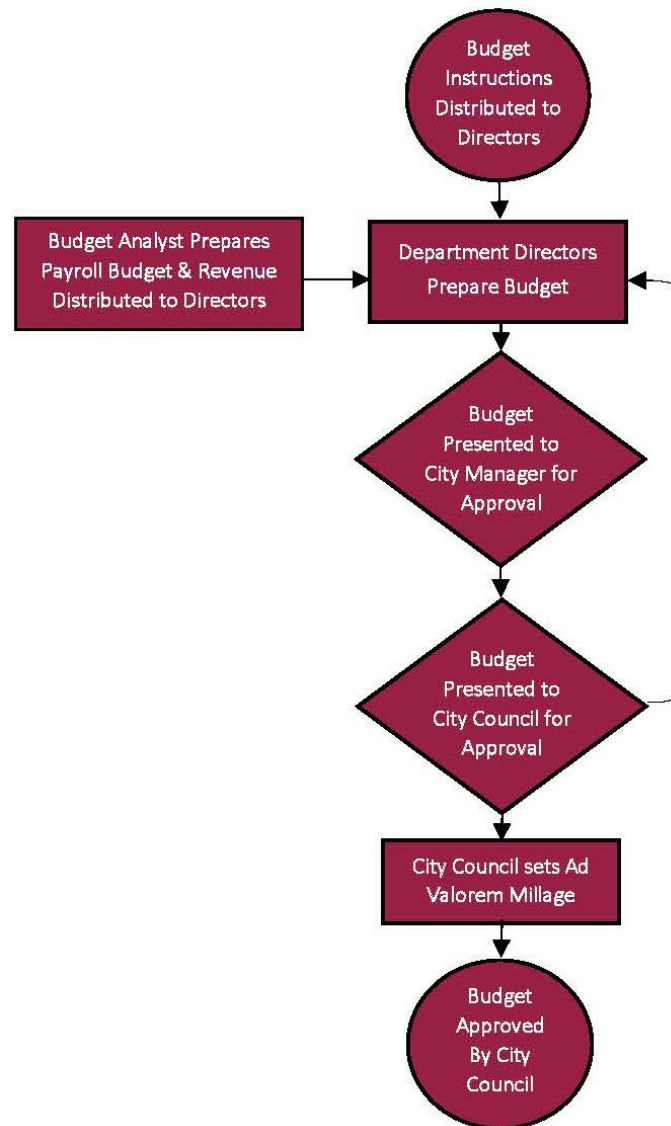 Budget
Instructions
Distributed to
Directors
Budget Analyst Prepares
Payroll Budget & Revenue
Distributed to Directors
Department Directors
Prepare Budget
Budget
Presented to
City Manager for
Approval
Budget
Presented to
City Council for
Approval
City Council sets Ad
Valorem Millage
Budget
Approved
By City
Council